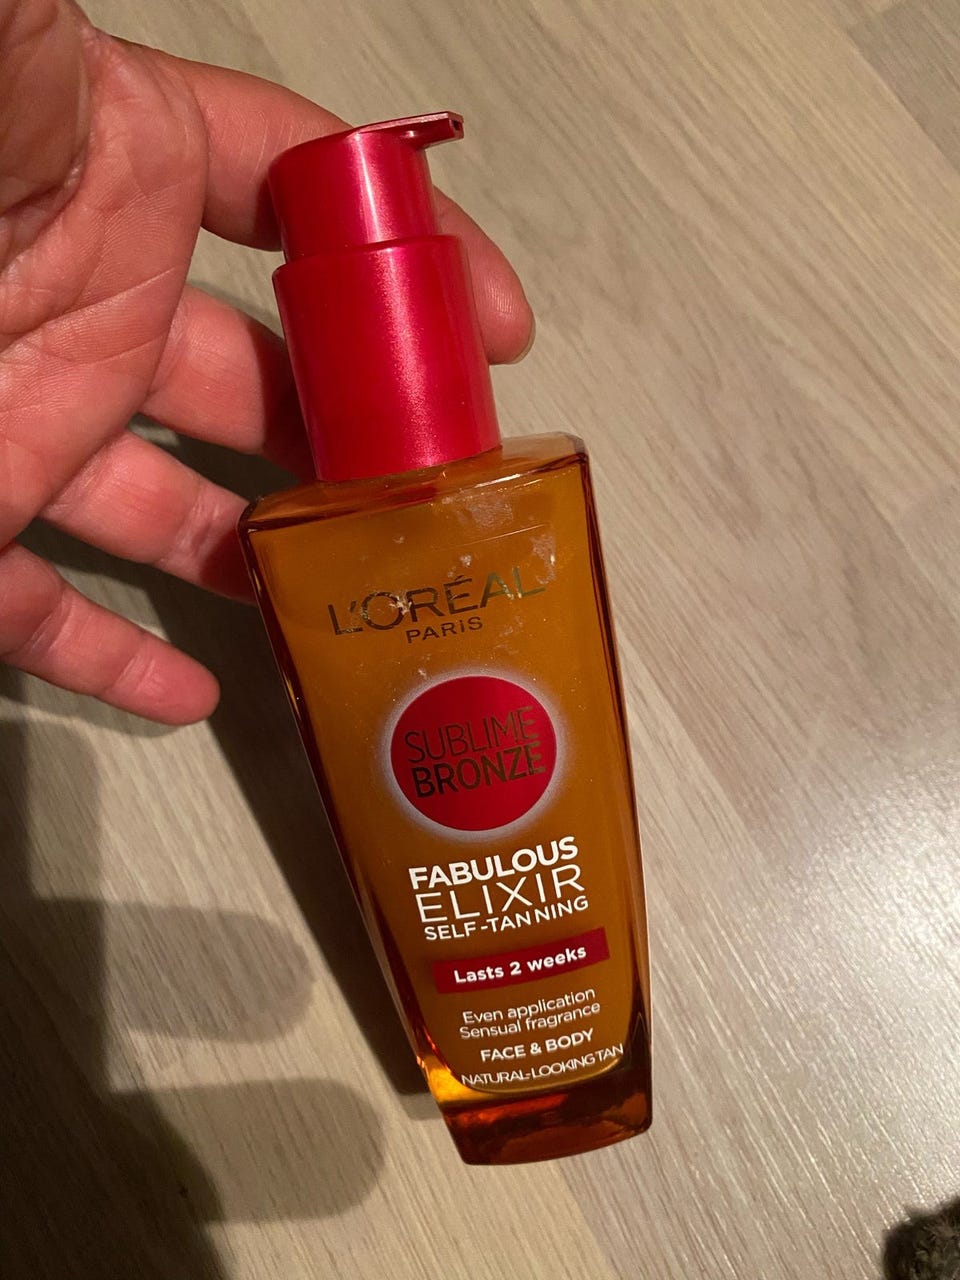 L'ORÉAL
PARIS
SUBLIME
BRONZE
FABULOUS
ELIXIR
SELF-TANNING
Lasts 2 weeks
Even application
Sensual fragrance
FACE & BODY
NATURAL-LOOKING TAN